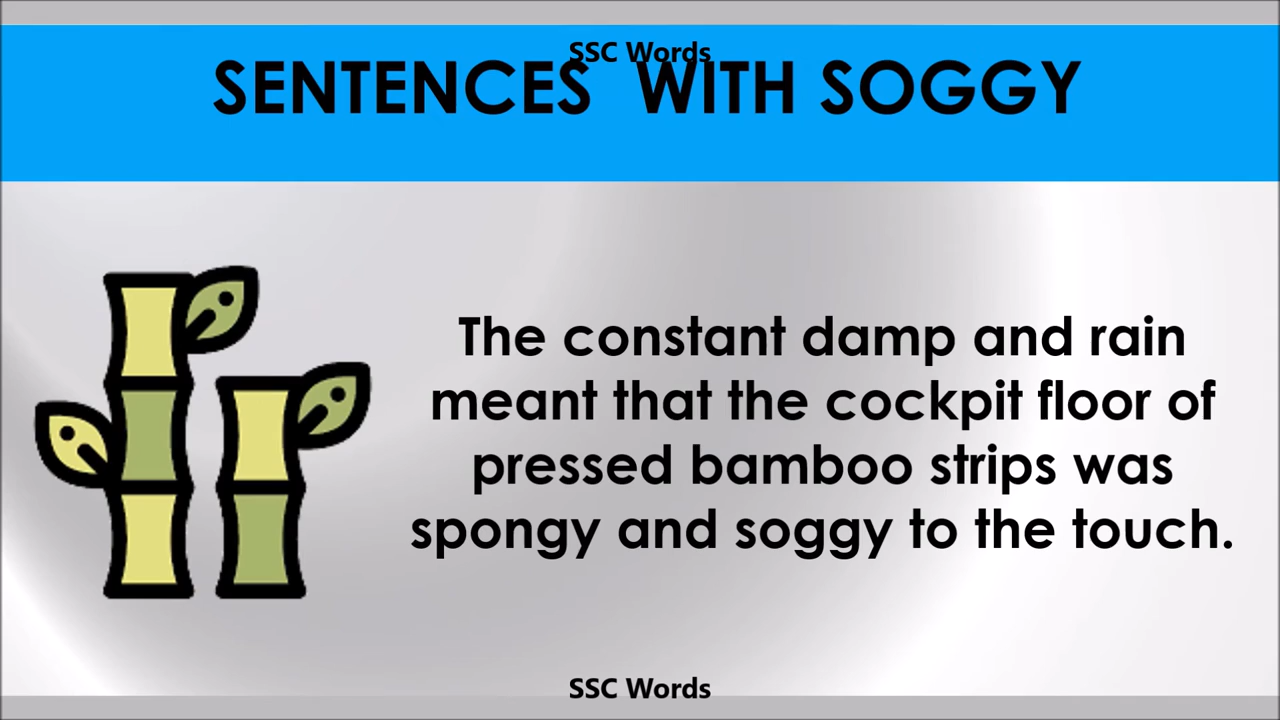 SSC Words
SENTENCES WITH SOGGY
The constant damp and rain
meant that the cockpit floor of
pressed bamboo strips was
spongy and soggy to the touch.
SSC Words